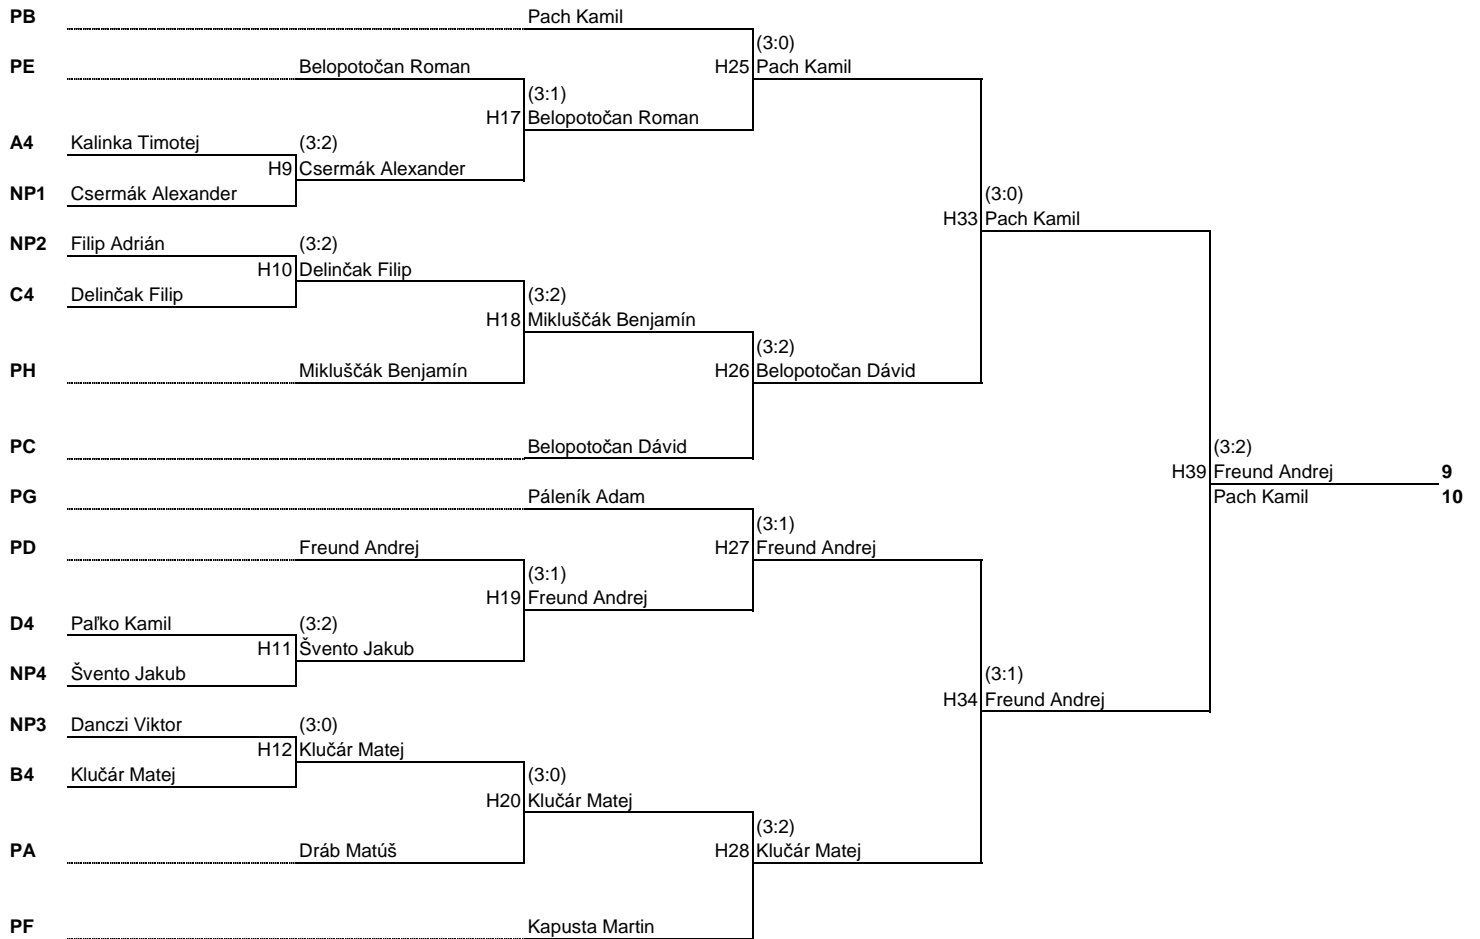 PB Pach Kamil
(3:0)
PE Belopotočan Roman H25 Pach Kamil
(3:1)
H17 Belopotočan Roman
A4 Kalinka Timotej (3:2)
H9 Csermák Alexander
NP1 Csermák Alexander (3:0)
H33 Pach Kamil
NP2 Filip Adrián (3:2)
H10 Delinčak Filip
C4 Delinčak Filip (3:2)
H18 Mikluščák Benjamín
(3:2)
PH Mikluščák Benjamín H26 Belopotočan Dávid
PC Belopotočan Dávid (3:2)
H39 Freund Andrej 9
PG Páleník Adam Pach Kamil 10
(3:1)
PD Freund Andrej H27 Freund Andrej
(3:1)
H19 Freund Andrej
D4 Paľko Kamil (3:2)
H11 Švento Jakub
NP4 Švento Jakub (3:1)
H34 Freund Andrej
NP3 Danczi Viktor (3:0)
H12 Klučár Matej
B4 Klučár Matej (3:0)
H20 Klučár Matej
(3:2)
PA Dráb Matúš H28 Klučár Matej
PF Kapusta Martin